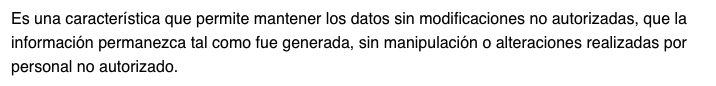 Es una característica que permite mantener los datos sin modificaciones no autorizadas, que la
información permanezca tal como fue generada, sin manipulación o alteraciones realizadas por
personal no autorizado.